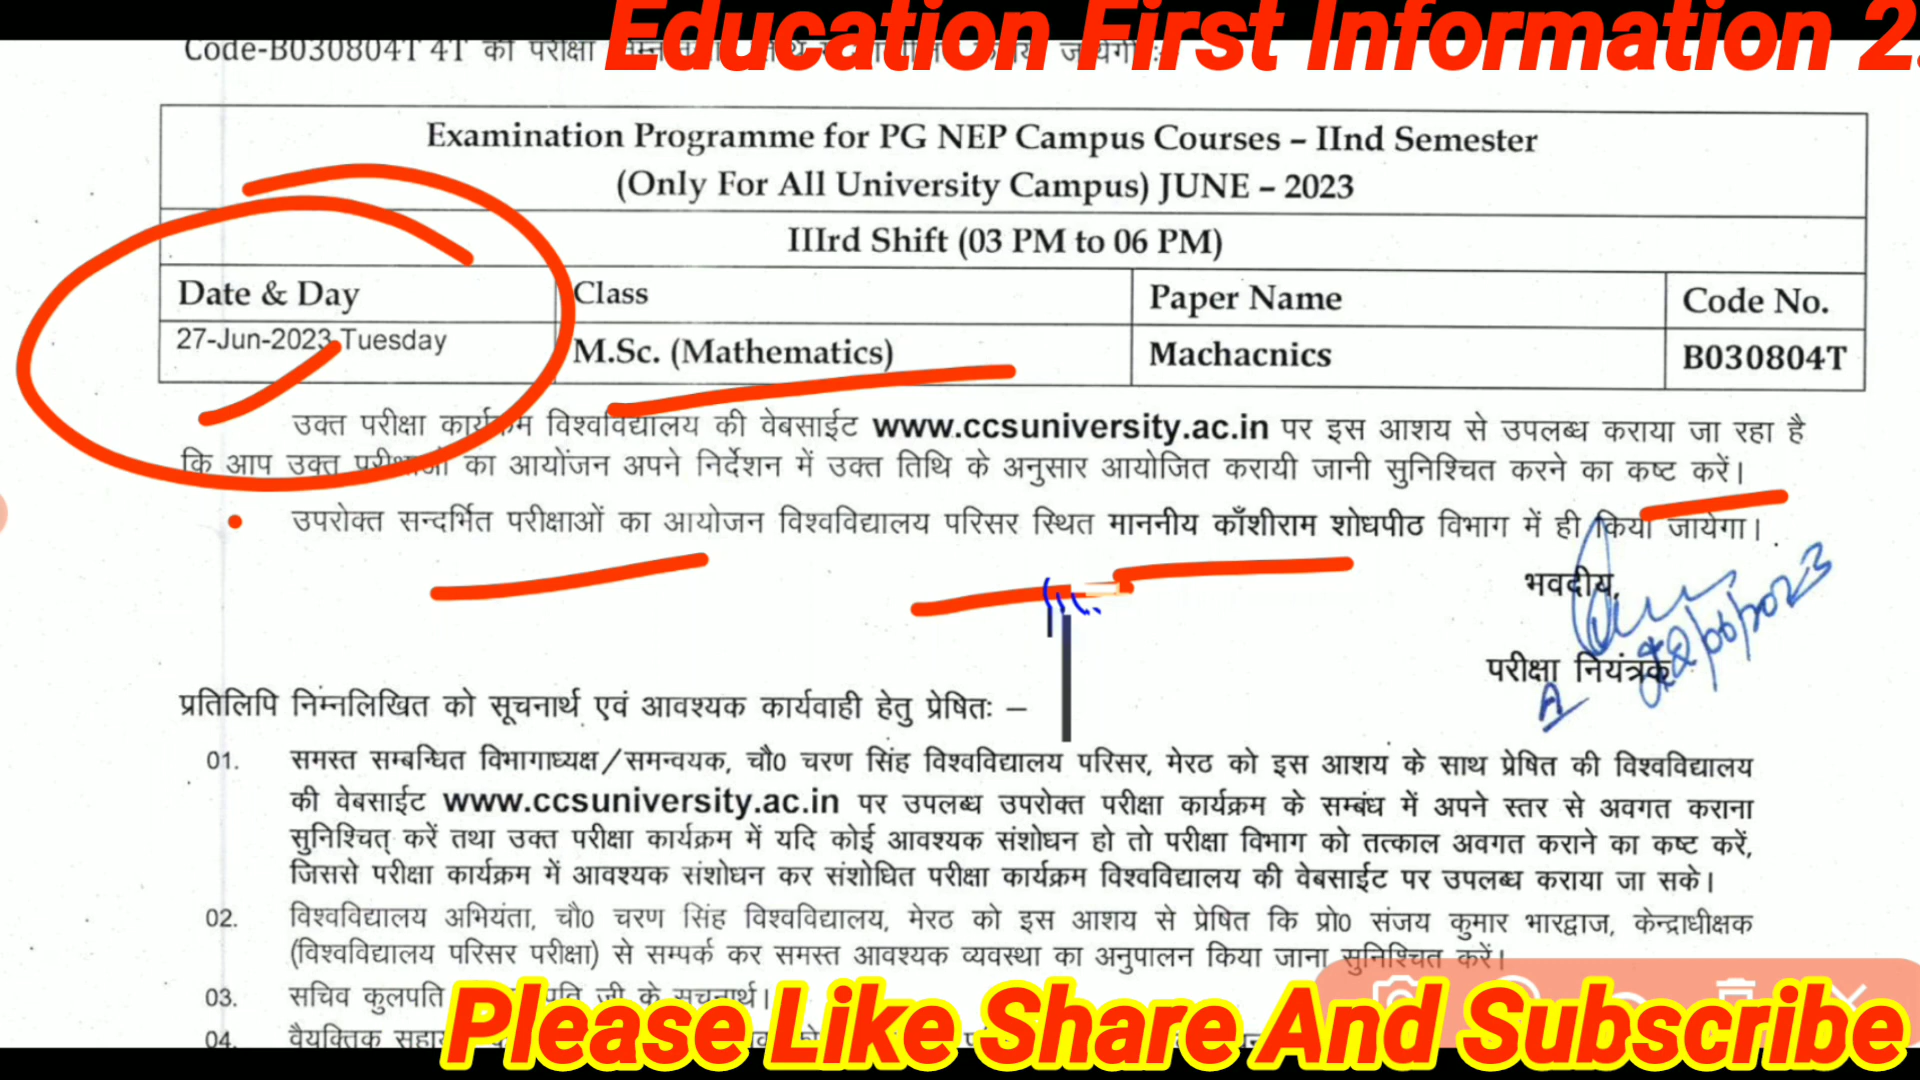 Education First Information 2.
Code-B030804T 4T की परीक्षा
Examination Programme for PG NEP Campus Courses – IInd Semester
(Only For All University Campus) JUNE – 2023
IIIrd Shift (03 PM to 06 PM)
Date & Day Class Paper Name Code No.
27-Jun-2023 Tuesday M.Sc. (Mathematics) Machacnics B030804T
उक्त परीक्षा कार्यक्रम विश्वविद्यालय की वेबसाईट www.ccsuniversity.ac.in पर इस आशय से उपलब्ध कराया जा रहा है
कि आप उक्त परीक्षाओं का आयोंजन अपने निर्देशन में उक्त तिथि के अनुसार आयोजित करायी जानी सुनिश्चित करने का कष्ट करें।
उपरोक्त सन्दर्भित परीक्षाओं का आयोजन विश्वविद्यालय परिसर स्थित माननीय काँशीराम शोधपीठ विभाग में ही किया जायेगा।
भवदीय,
परीक्षा नियंत्रक
प्रतिलिपि निम्नलिखित को सूचनार्थ एवं आवश्यक कार्यवाही हेतु प्रेषितः –
01. समस्त सम्बन्धित विभागाध्यक्ष/समन्वयक, चौ0 चरण सिंह विश्वविद्यालय परिसर, मेरठ को इस आशय के साथ प्रेषित की विश्वविद्यालय
की वेबसाईट www.ccsuniversity.ac.in पर उपलब्ध उपरोक्त परीक्षा कार्यक्रम के सम्बंध में अपने स्तर से अवगत कराना
सुनिश्चित् करें तथा उक्त परीक्षा कार्यक्रम में यदि कोई आवश्यक संशोधन हो तो परीक्षा विभाग को तत्काल अवगत कराने का कष्ट करें,
जिससे परीक्षा कार्यक्रम में आवश्यक संशोधन कर संशोधित परीक्षा कार्यक्रम विश्वविद्यालय की वेबसाईट पर उपलब्ध कराया जा सके।
02. विश्वविद्यालय अभियंता, चौ0 चरण सिंह विश्वविद्यालय, मेरठ को इस आशय से प्रेषित कि प्रो0 संजय कुमार भारद्वाज, केन्द्राधीक्षक
(विश्वविद्यालय परिसर परीक्षा) से सम्पर्क कर समस्त आवश्यक व्यवस्था का अनुपालन किया जाना सुनिश्चित करें।
03. सचिव कुलपति जी के सूचनार्थ।
04. वैयक्तिक
Please Like Share And Subscribe